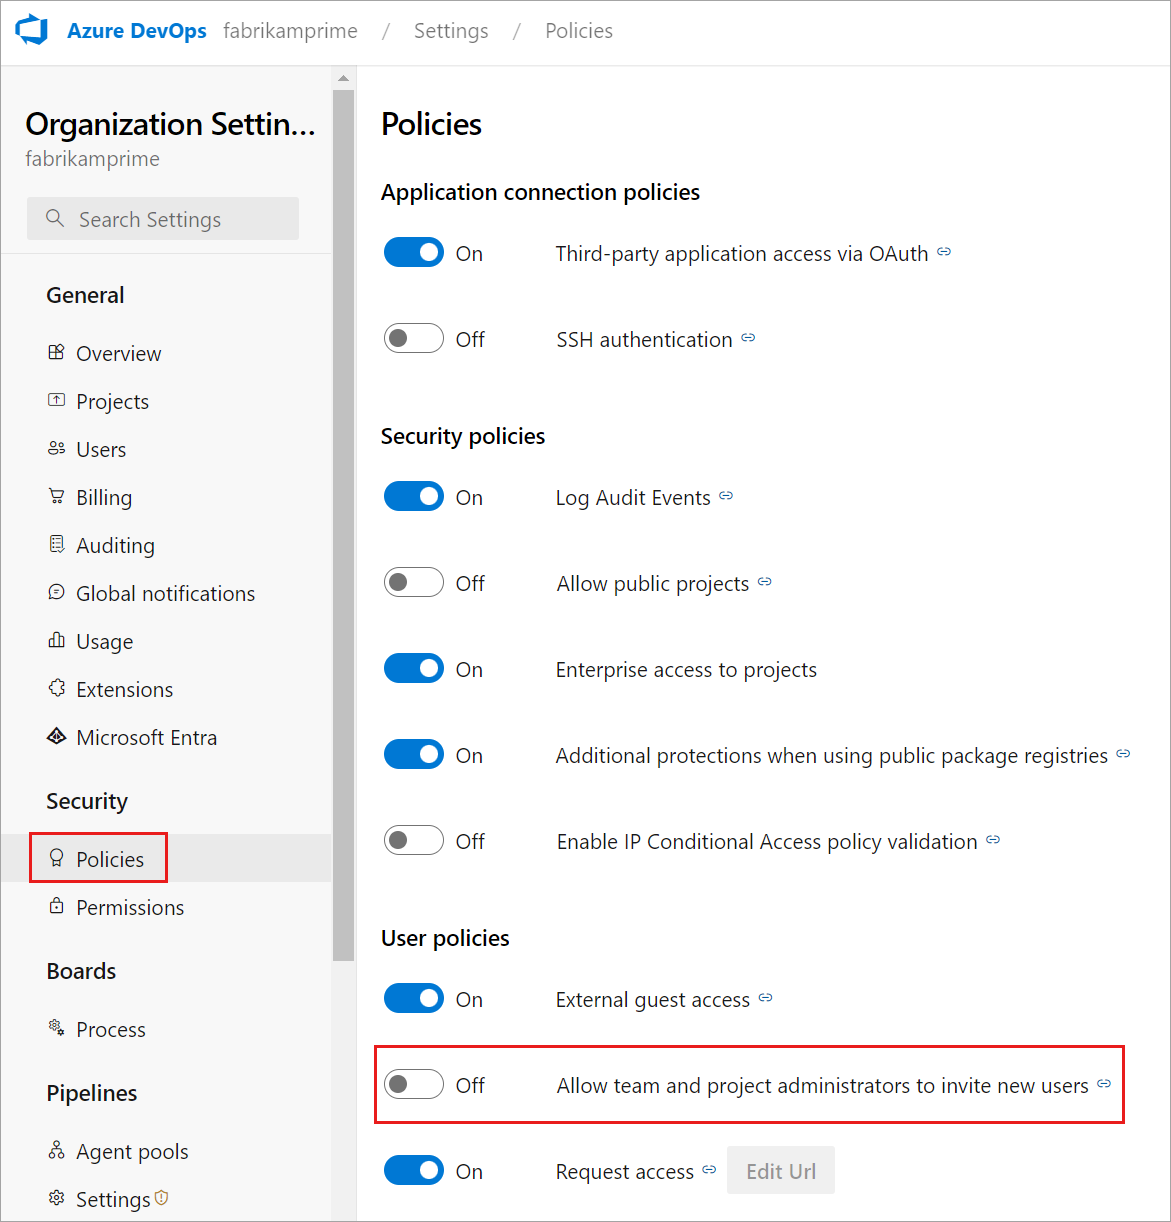 Azure DevOps fabrikamprime / Settings / Policies
Organization Settin...
fabrikamprime
Search Settings
General
Overview
Projects
Users
Billing
Auditing
Global notifications
Usage
Extensions
Microsoft Entra
Security
Policies
Permissions
Boards
Process
Pipelines
Agent pools
Settings
Policies
Application connection policies
On Third-party application access via OAuth
Off SSH authentication
Security policies
On Log Audit Events
Off Allow public projects
On Enterprise access to projects
On Additional protections when using public package registries
Off Enable IP Conditional Access policy validation
User policies
On External guest access
Off Allow team and project administrators to invite new users
On Request access Edit Url